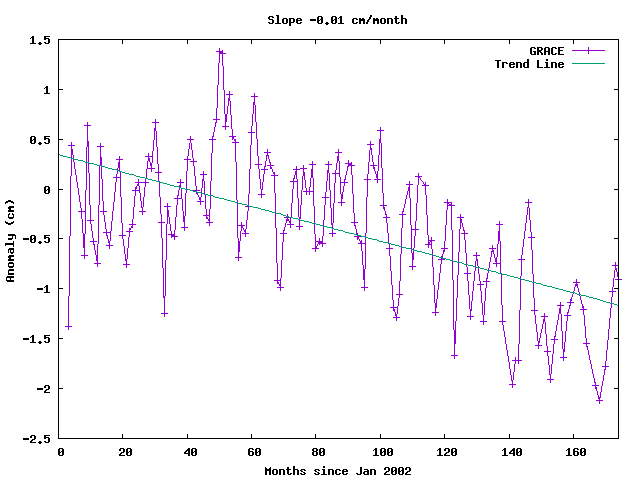 Slope -0.01 cm/month
GRACE
Trend Line
1.5
1
0.5
0
-0.5
-1
-1.5
-2
-2.5
Anomaly (cm)
0 20 40 60 80 100 120 140 160
Months since Jan 2002